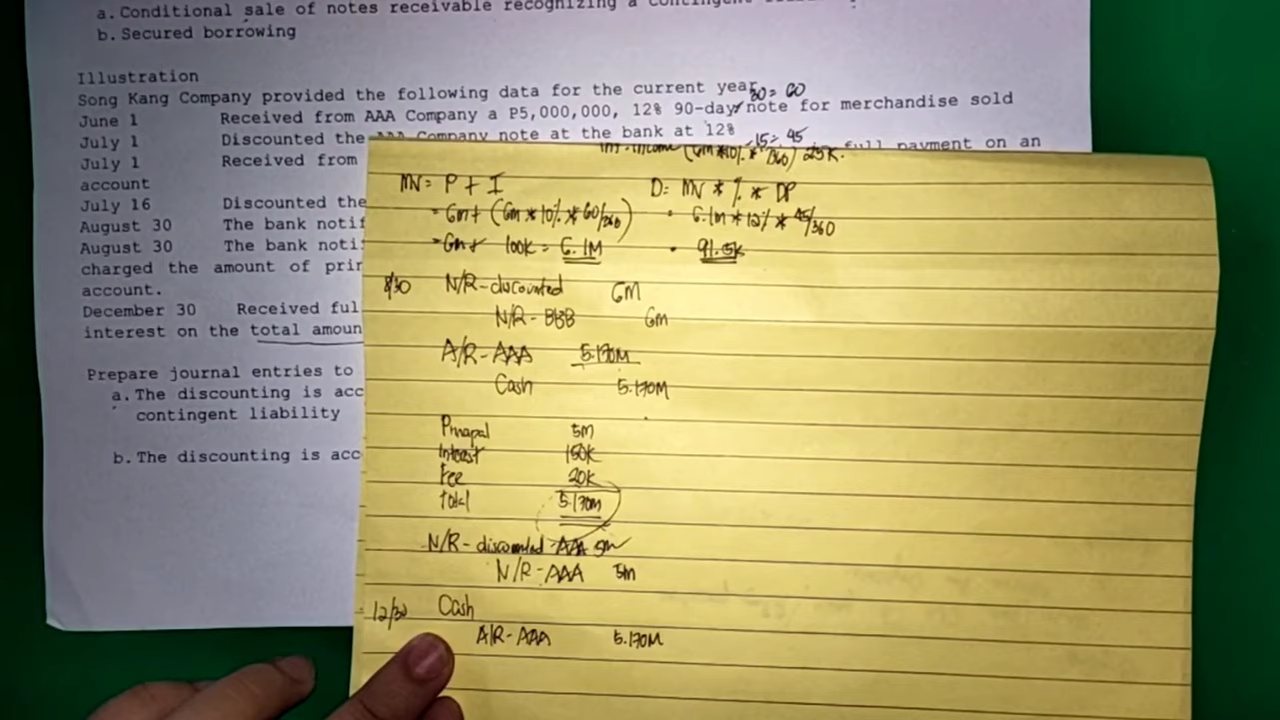 a. Conditional sale of notes receivable recognizing a contingent
b. Secured borrowing
Illustration
Song Kang Company provided the following data for the current year
30 = 60
June 1 Received from AAA Company a P5,000,000, 12% 90-day note for merchandise sold
July 1 Discounted the AAA Company note at the bank at 12%
-15 = 45
July 1 Received from full payment on an
account
Int. income (6m*10%* /360) 25K.
July 16 Discounted the
August 30 The bank notif
August 30 The bank noti
charged the amount of prin
account.
December 30 Received ful
interest on the total amoun
Prepare journal entries to
a. The discounting is acc
contingent liability
b. The discounting is acc
MV = P + I
= 6m + (6m * 10% * 60/360)
= 6m + 100K = 6.1M
D = MV * % * DP
= 6.1m * 12% * 45/360
= 91.5K
8/30 N/R-discounted 6M
N/R - BBB 6m
A/R-AAA 5.170M
Cash 5.170M
Principal 5m
Interest 150K
Fee 20K
Total 5.170m
N/R - discounted AAA 5m
N/R-AAA 5m
12/30 Cash
A/R-AAA 5.170M